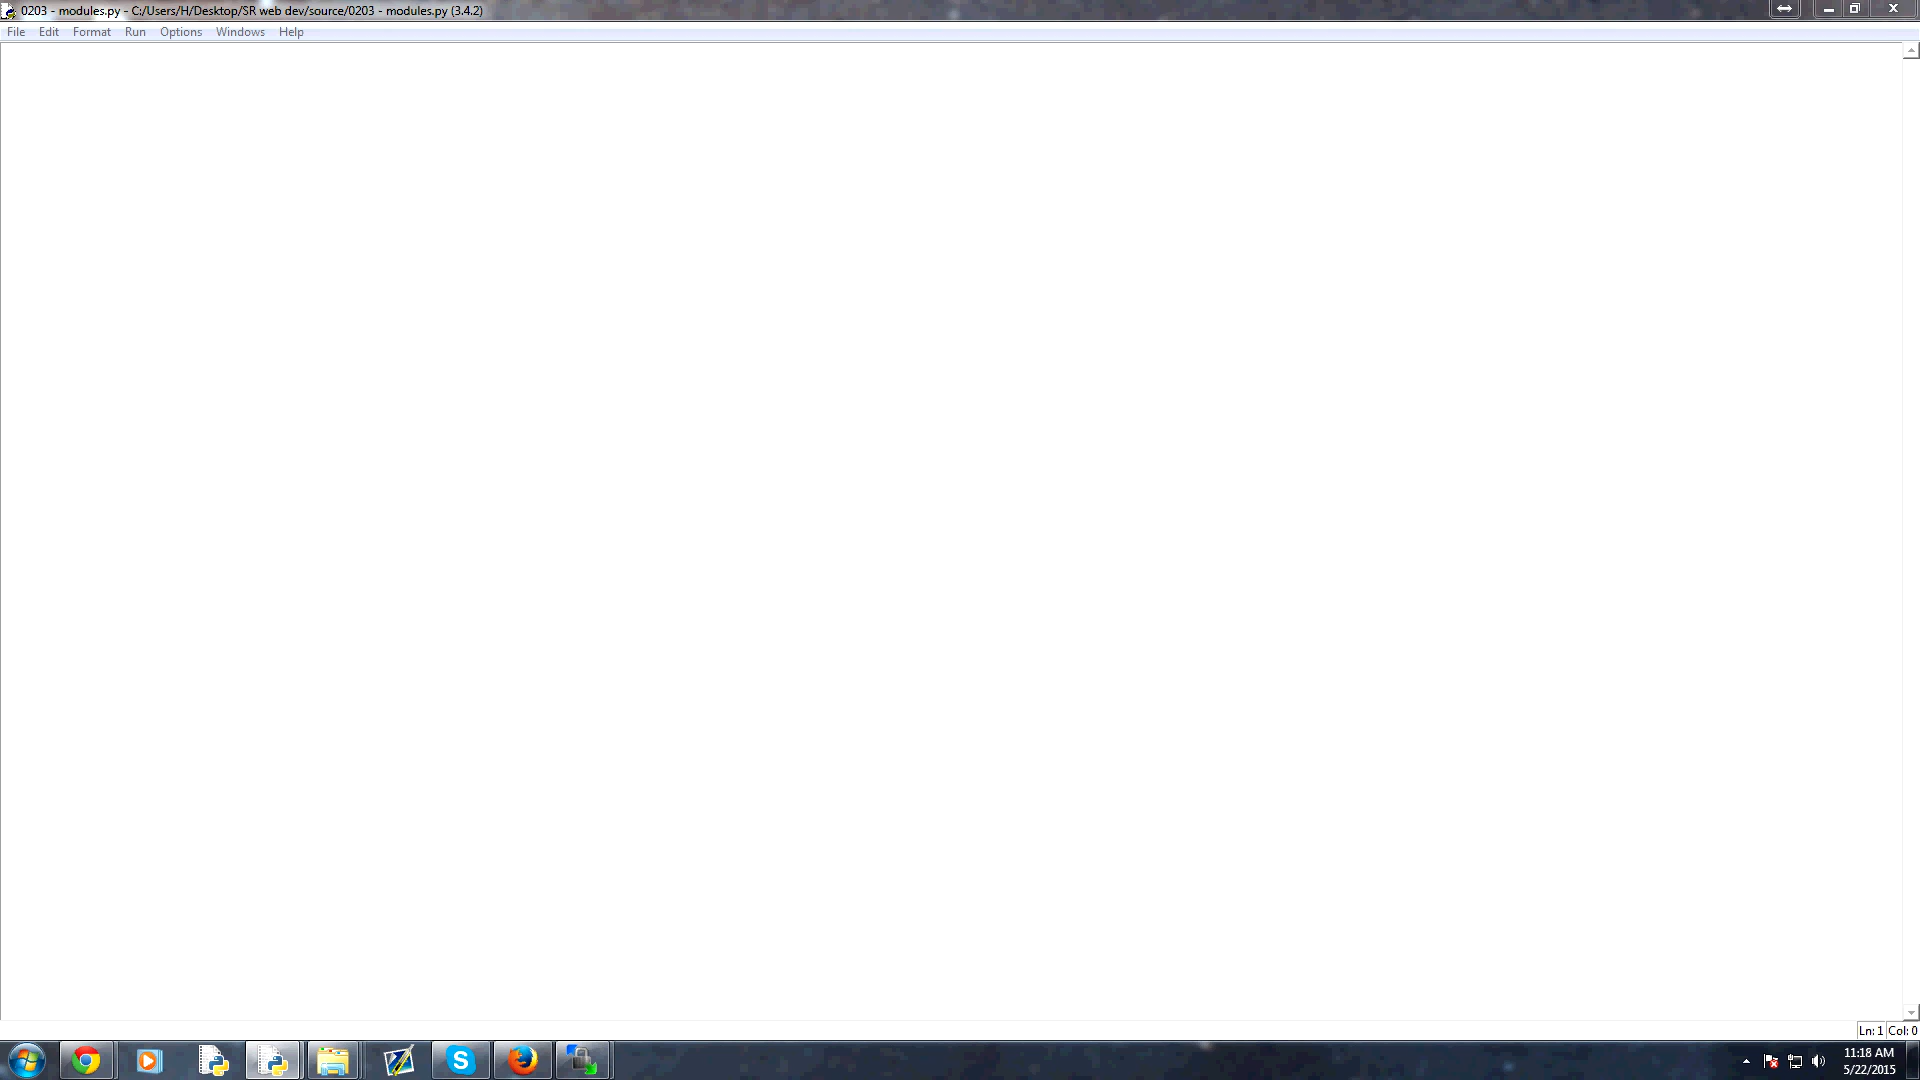 0203 - modules.py - C:/Users/H/Desktop/SR web dev/source/0203 - modules.py (3.4.2)
File Edit Format Run Options Windows Help
Ln: 1 Col: 0
S
11:18 AM
5/22/2015